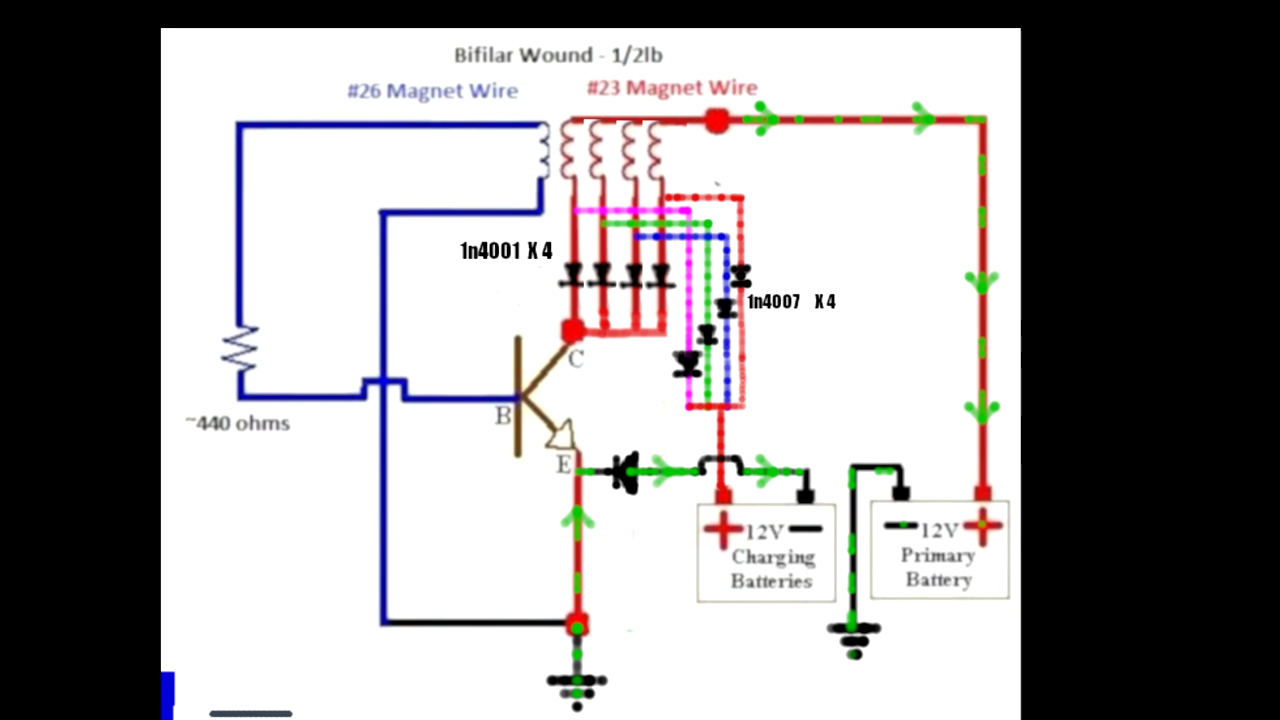 Bifilar Wound - 1/2lb
#26 Magnet Wire
#23 Magnet Wire
1n4001 X 4
1n4007 X 4
C
B
~440 ohms
E
+ 12V -
Charging
Batteries
- 12V +
Primary
Battery